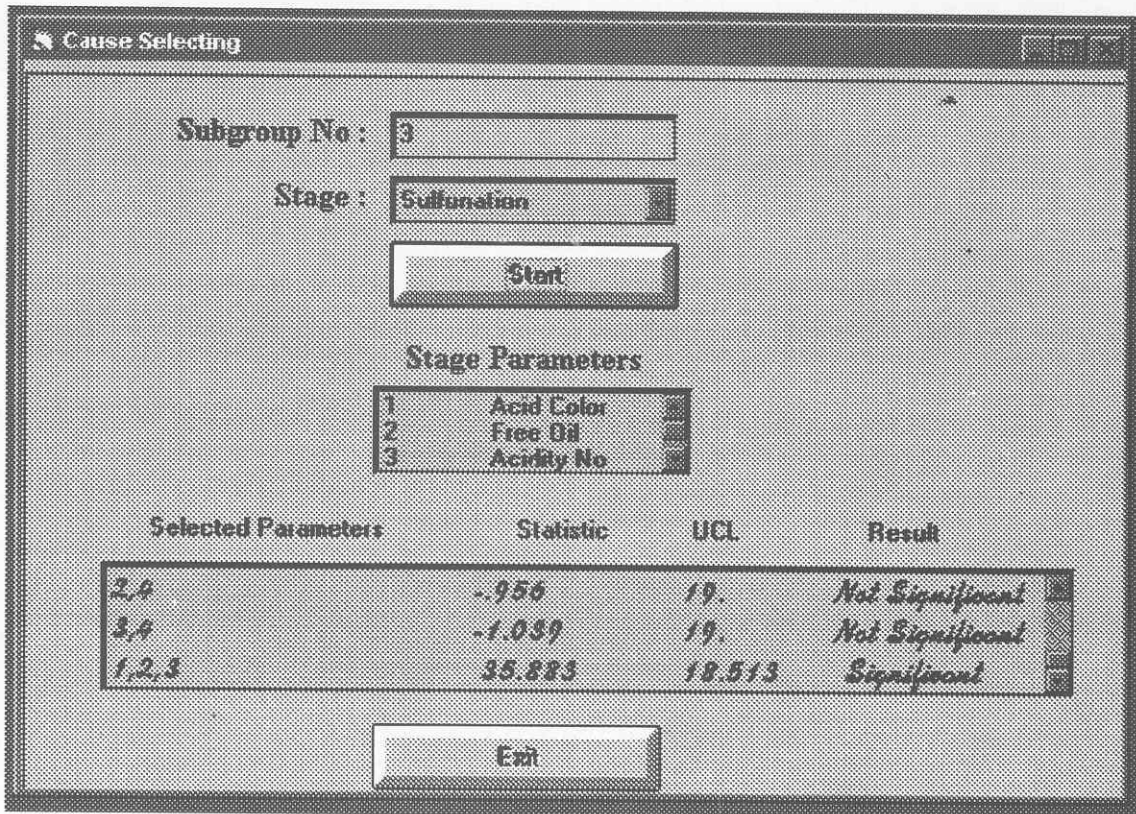 Cause Selecting
Subgroup No : 3
Stage : Sulfunation
Start
Stage Parameters
1 Acid Color
2 Free Oil
3 Acidity No
Selected Parameters Statistic UCL Result
2,4 -.956 19. Not Significant
3,4 -1.039 19. Not Significant
1,2,3 35.883 18.513 Significant
Exit